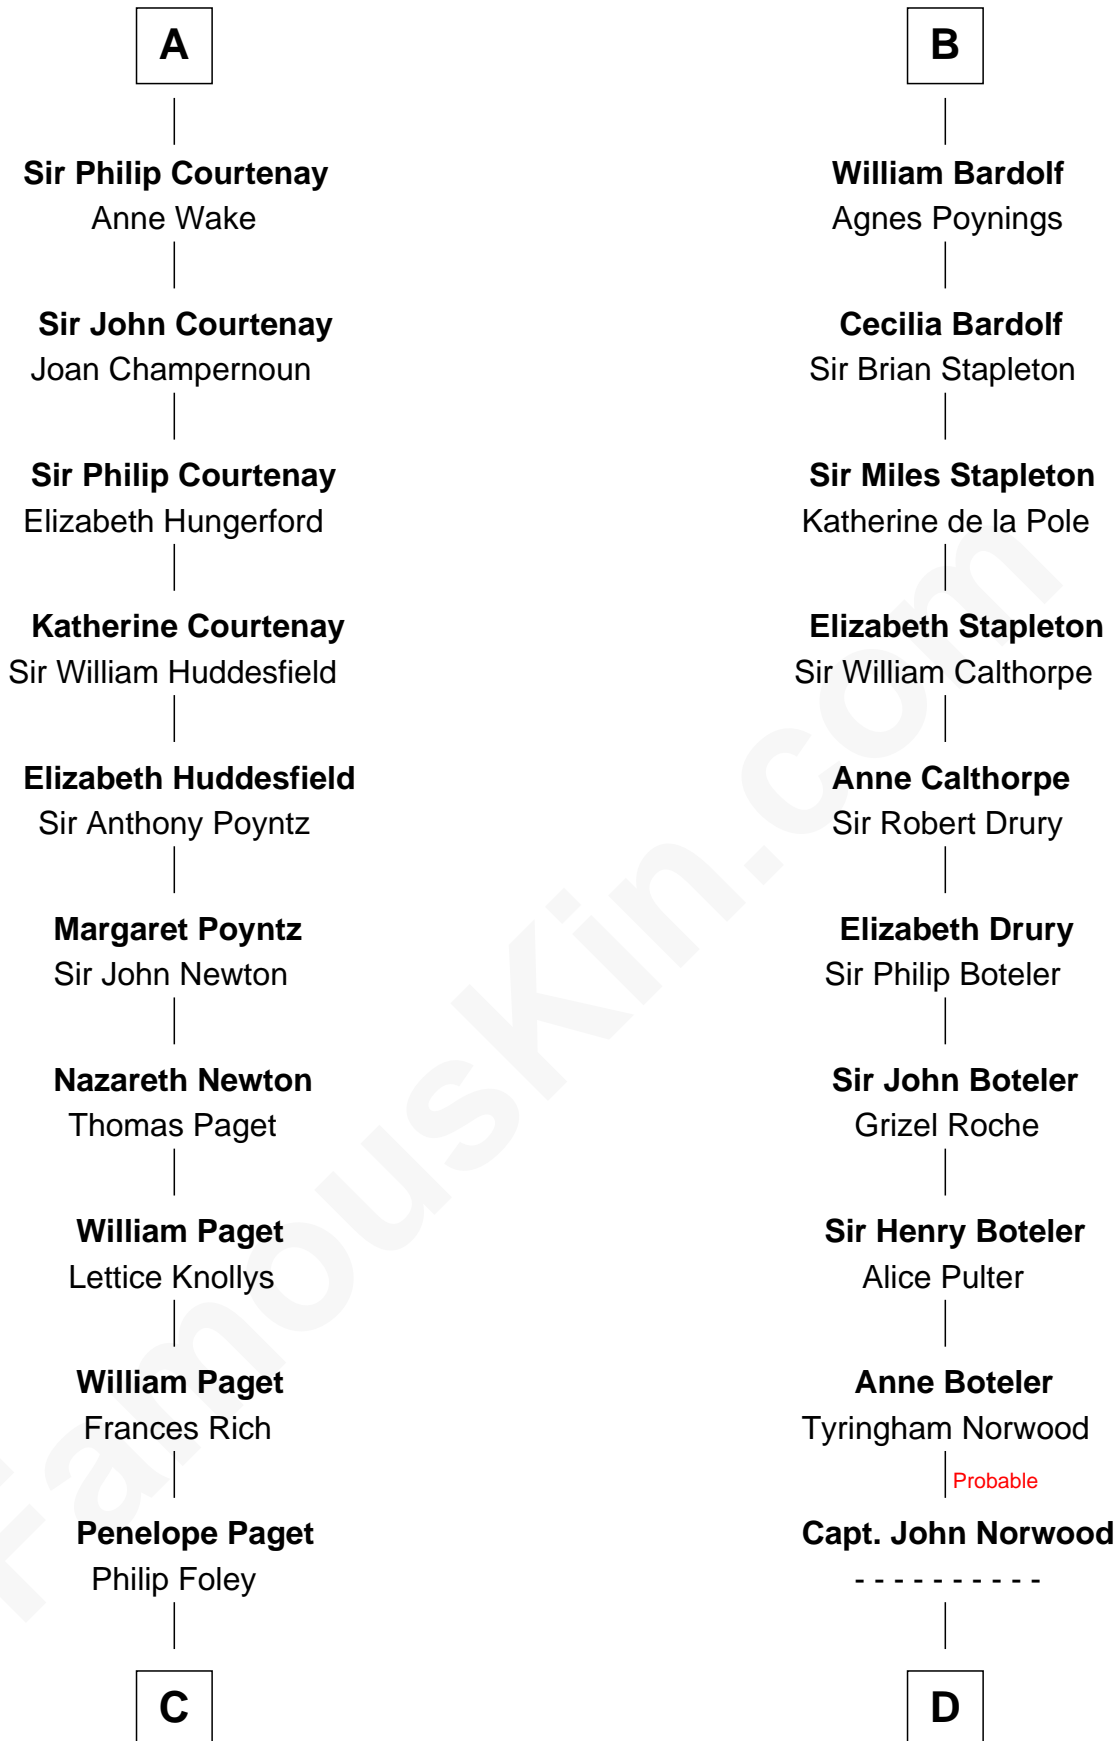 A
Sir Philip Courtenay
Anne Wake
Sir John Courtenay
Joan Champernoun
Sir Philip Courtenay
Elizabeth Hungerford
Katherine Courtenay
Sir William Huddesfield
Elizabeth Huddesfield
Sir Anthony Poyntz
Margaret Poyntz
Sir John Newton
Nazareth Newton
Thomas Paget
William Paget
Lettice Knollys
William Paget
Frances Rich
Penelope Paget
Philip Foley
C
B
William Bardolf
Agnes Poynings
Cecilia Bardolf
Sir Brian Stapleton
Sir Miles Stapleton
Katherine de la Pole
Elizabeth Stapleton
Sir William Calthorpe
Anne Calthorpe
Sir Robert Drury
Elizabeth Drury
Sir Philip Boteler
Sir John Boteler
Grizel Roche
Sir Henry Boteler
Alice Pulter
Anne Boteler
Tyringham Norwood
Probable
Capt. John Norwood
- - - - - - - - - -
D
FamousKin.com